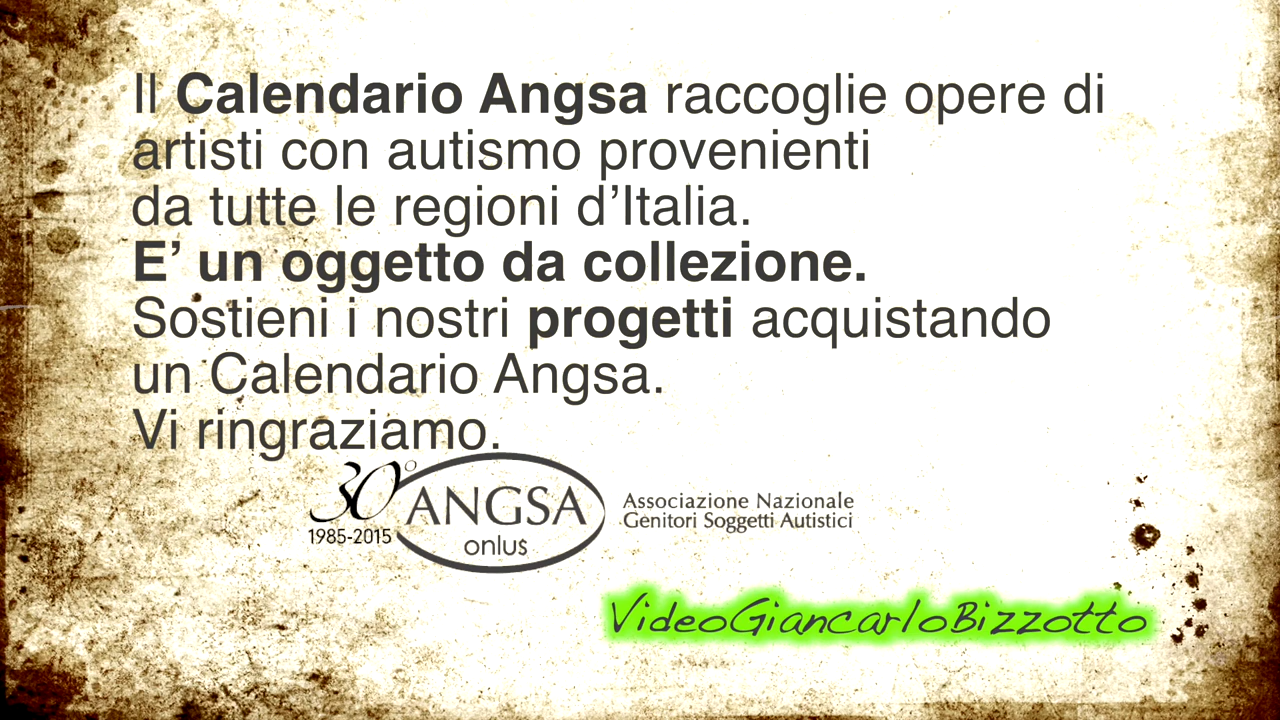 Il Calendario Angsa raccoglie opere di
artisti con autismo provenienti
da tutte le regioni d’Italia.
E’ un oggetto da collezione.
Sostieni i nostri progetti acquistando
un Calendario Angsa.
Vi ringraziamo.
30° ANGSA
1985-2015
onlus
Associazione Nazionale
Genitori Soggetti Autistici
VideoGiancarloBizzotto